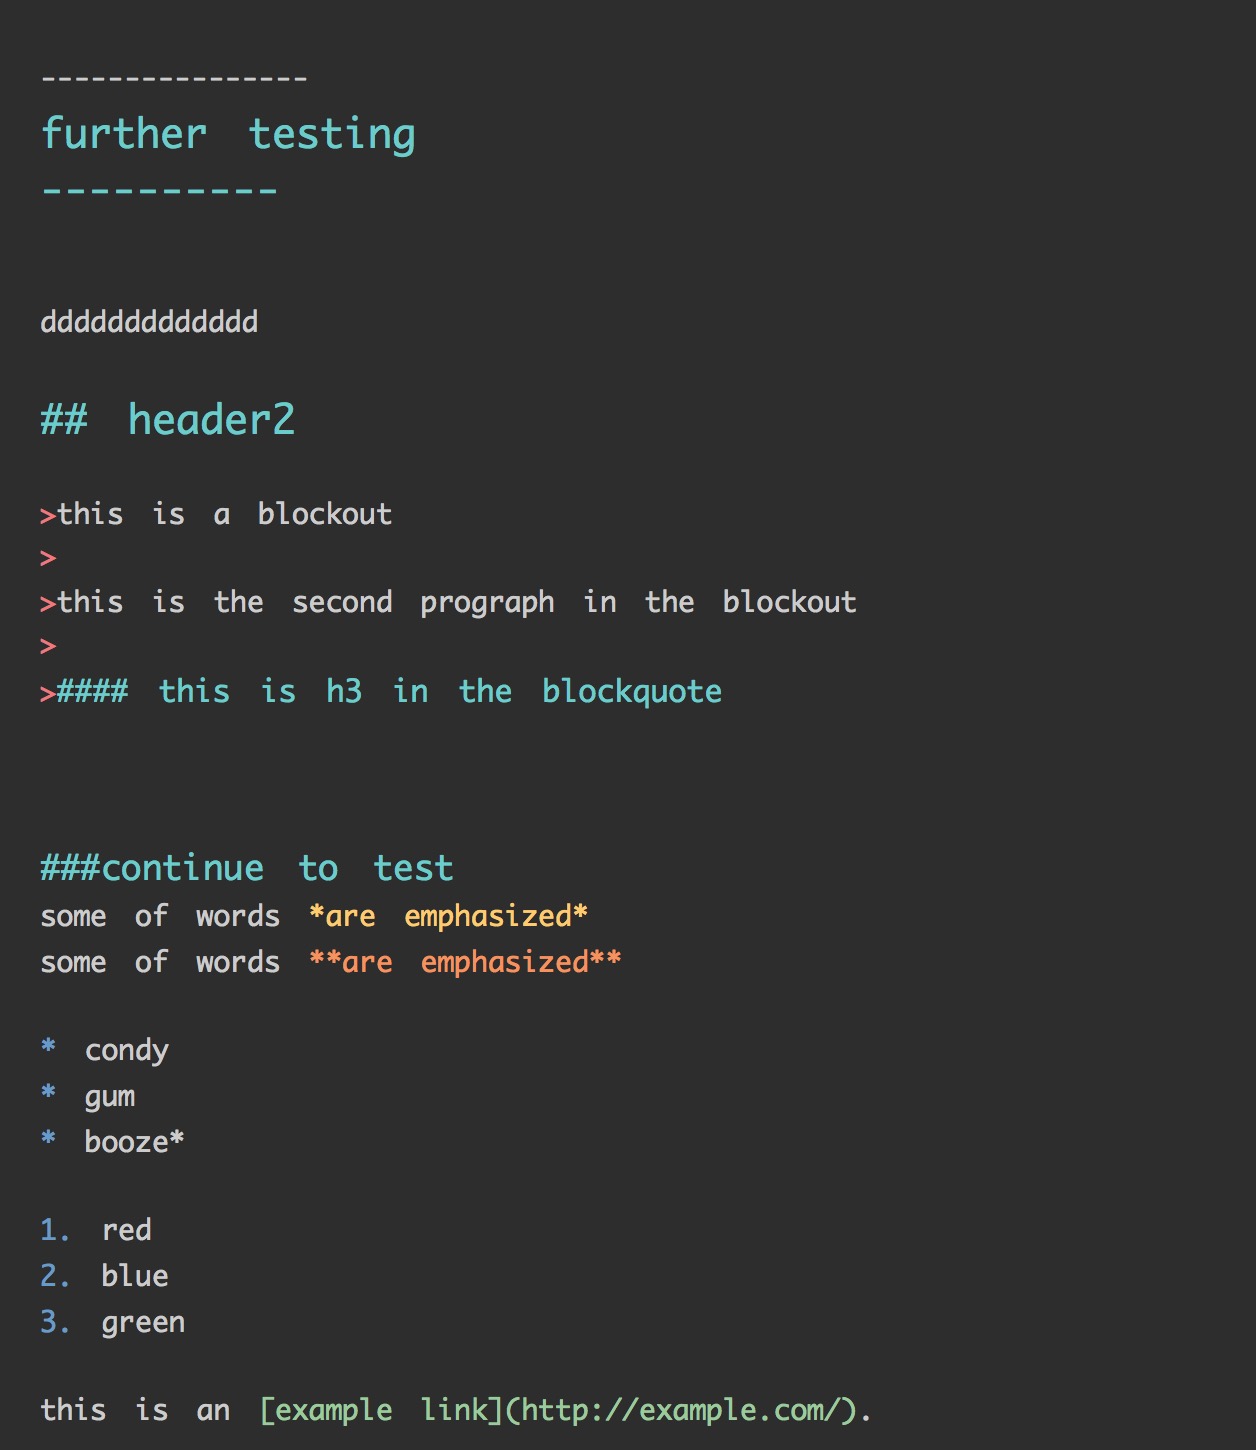 ----------------
further testing
----------
ddddddddddddd
## header2
>this is a blockout
>
>this is the second prograph in the blockout
>
>#### this is h3 in the blockquote
###continue to test
some of words *are emphasized*
some of words **are emphasized**
* condy
* gum
* booze*
1. red
2. blue
3. green
this is an [example link](http://example.com/).